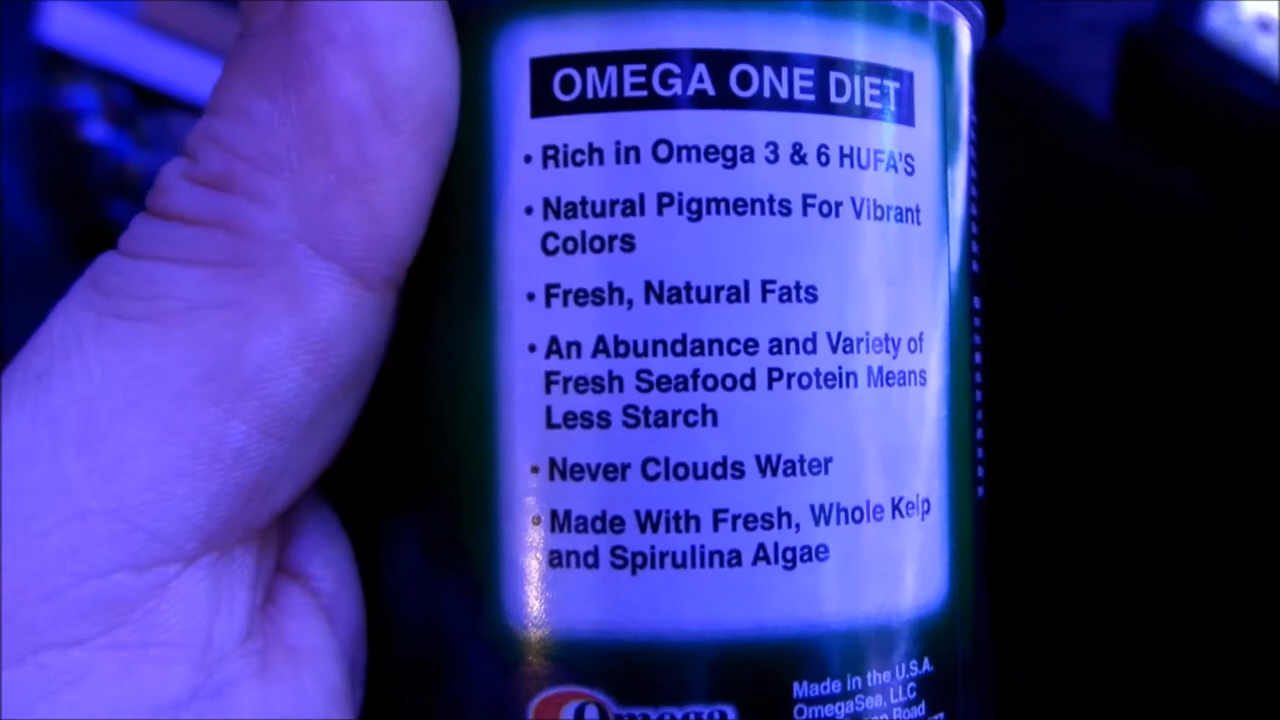 OMEGA ONE DIET
• Rich in Omega 3 & 6 HUFA'S
• Natural Pigments For Vibrant
Colors
• Fresh, Natural Fats
• An Abundance and Variety of
Fresh Seafood Protein Means
Less Starch
• Never Clouds Water
• Made With Fresh, Whole Kelp
and Spirulina Algae
Omega
Made in the U.S.A.
OmegaSea, LLC
Road